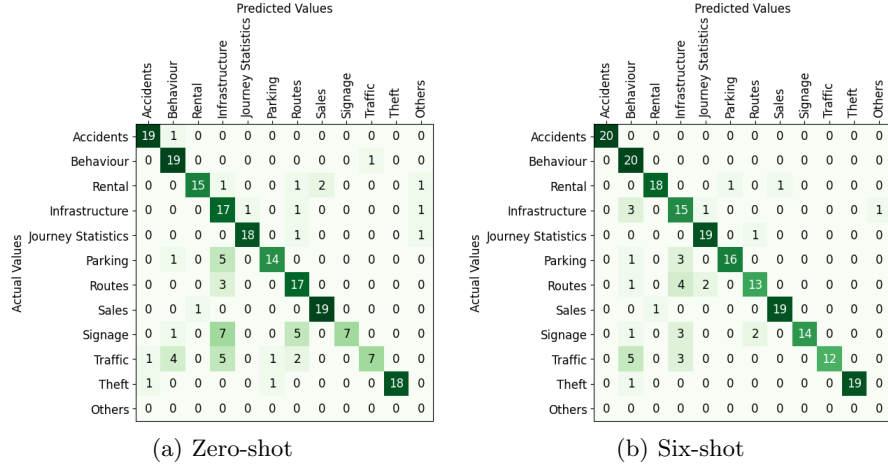 Predicted Values
Accidents Behaviour Rental Infrastructure Journey Statistics Parking Routes Sales Signage Traffic Theft Others
Actual Values
Accidents 19 1 0 0 0 0 0 0 0 0 0 0
Behaviour 0 19 0 0 0 0 0 0 0 1 0 0
Rental 0 0 15 1 0 0 1 2 0 0 0 1
Infrastructure 0 0 0 17 1 0 1 0 0 0 0 1
Journey Statistics 0 0 0 0 18 0 1 0 0 0 0 1
Parking 0 1 0 5 0 14 0 0 0 0 0 0
Routes 0 0 0 3 0 0 17 0 0 0 0 0
Sales 0 0 1 0 0 0 0 19 0 0 0 0
Signage 0 1 0 7 0 0 5 0 7 0 0 0
Traffic 1 4 0 5 0 1 2 0 0 7 0 0
Theft 1 0 0 0 0 1 0 0 0 0 18 0
Others 0 0 0 0 0 0 0 0 0 0 0 0
(a) Zero-shot
Predicted Values
Accidents Behaviour Rental Infrastructure Journey Statistics Parking Routes Sales Signage Traffic Theft Others
Actual Values
Accidents 20 0 0 0 0 0 0 0 0 0 0 0
Behaviour 0 20 0 0 0 0 0 0 0 0 0 0
Rental 0 0 18 0 0 1 0 1 0 0 0 0
Infrastructure 0 3 0 15 1 0 0 0 0 0 0 1
Journey Statistics 0 0 0 0 19 0 1 0 0 0 0 0
Parking 0 1 0 3 0 16 0 0 0 0 0 0
Routes 0 1 0 4 2 0 13 0 0 0 0 0
Sales 0 0 1 0 0 0 0 19 0 0 0 0
Signage 0 1 0 3 0 0 2 0 14 0 0 0
Traffic 0 5 0 3 0 0 0 0 0 12 0 0
Theft 0 1 0 0 0 0 0 0 0 0 19 0
Others 0 0 0 0 0 0 0 0 0 0 0 0
(b) Six-shot